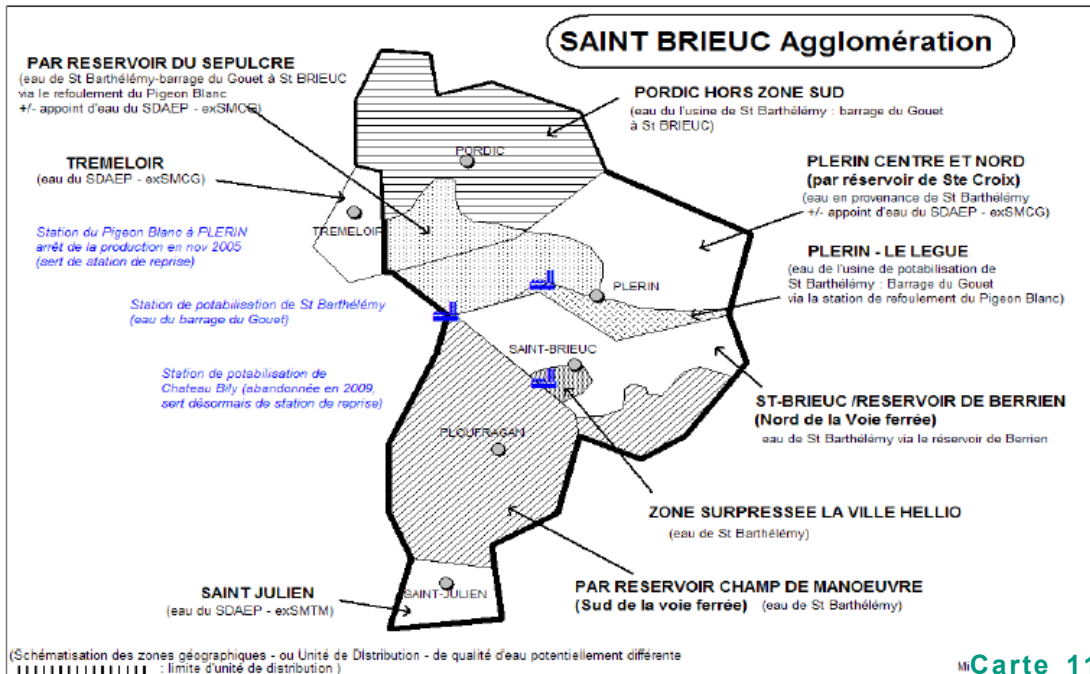 SAINT BRIEUC Agglomération
PAR RESERVOIR DU SEPULCRE
(eau de St Barthélémy-barrage du Gouet à St BRIEUC
via le refoulement du Pigeon Blanc
+/- appoint d'eau du SDAEP - exSMCG)
PORDIC HORS ZONE SUD
(eau de l'usine de St Barthélémy : barrage du Gouet
à St BRIEUC)
PORDIC
TREMELOIR
(eau du SDAEP - exSMCG)
PLERIN CENTRE ET NORD
(par réservoir de Ste Croix)
(eau en provenance de St Barthélémy
+/- appoint d'eau du SDAEP - exSMCG)
TREMELOIR
Station du Pigeon Blanc à PLERIN
arrêt de la production en nov 2005
(sert de station de reprise)
PLERIN - LE LEGUE
(eau de l'usine de potabilisation de
St Barthélémy : Barrage du Gouet
via la station de refoulement du Pigeon Blanc)
PLERIN
Station de potabilisation de St Barthélémy
(eau du barrage du Gouet)
SAINT-BRIEUC
Station de potabilisation de
Chateau Bily (abandonnée en 2009,
sert désormais de station de reprise)
ST-BRIEUC /RESERVOIR DE BERRIEN
(Nord de la Voie ferrée)
eau de St Barthélémy via le réservoir de Berrien
PLOUFRAGAN
ZONE SURPRESSEE LA VILLE HELLIO
(eau de St Barthélémy)
SAINT JULIEN
(eau du SDAEP - exSMTM)
SAINT-JULIEN
PAR RESERVOIR CHAMP DE MANOEUVRE
(Sud de la voie ferrée) (eau de St Barthélémy)
(Schématisation des zones géographiques - ou Unité de DIstribution - de qualité d'eau potentiellement différente
: limite d'unité de distribution )
Mi
Carte 11